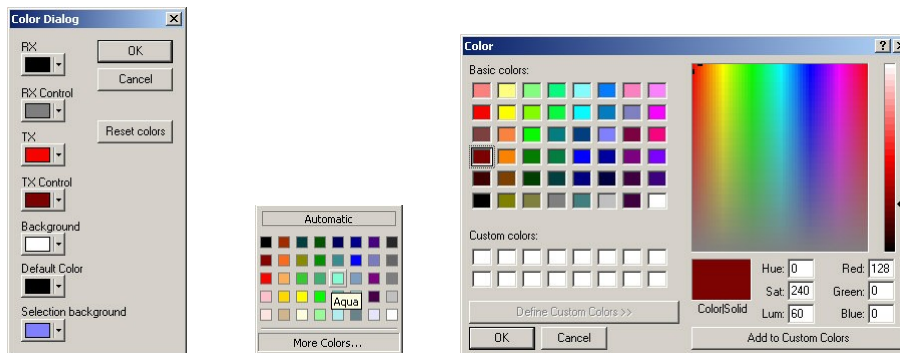 Color Dialog
RX
OK
Cancel
RX Control
Reset colors
TX
TX Control
Background
Default Color
Selection background
Automatic
Aqua
More Colors...
Color
Basic colors:
Custom colors:
Define Custom Colors >>
OK Cancel
Color|Solid
Hue: 0 Red: 128
Sat: 240 Green: 0
Lum: 60 Blue: 0
Add to Custom Colors